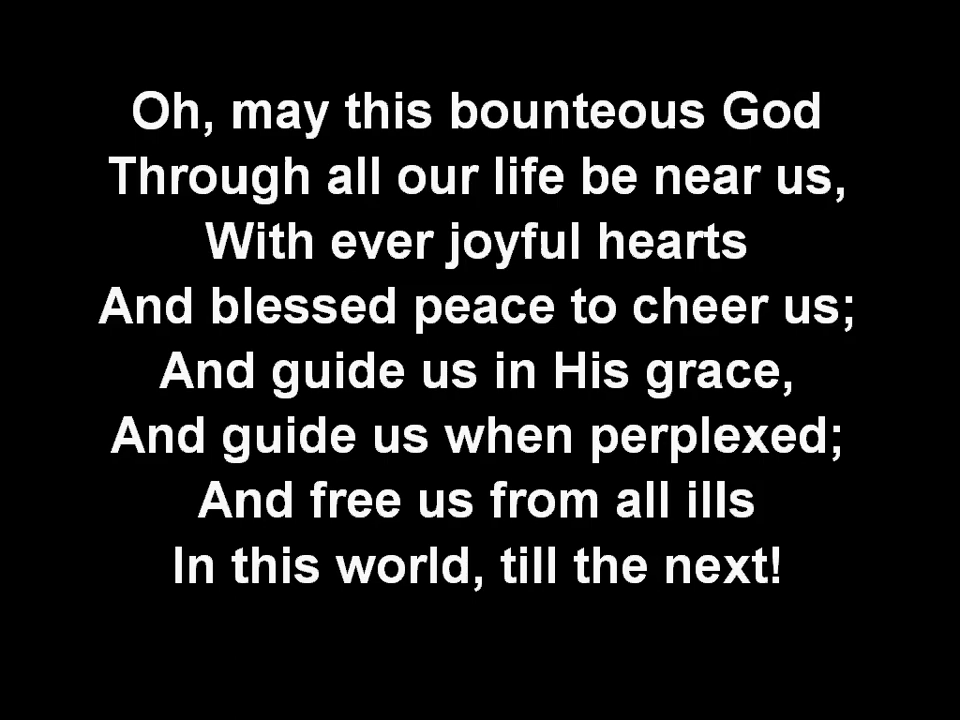 Oh, may this bounteous God
Through all our life be near us,
With ever joyful hearts
And blessed peace to cheer us;
And guide us in His grace,
And guide us when perplexed;
And free us from all ills
In this world, till the next!